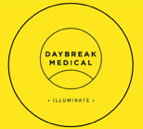 DAYBREAK
MEDICAL
• ILLUMINATE •